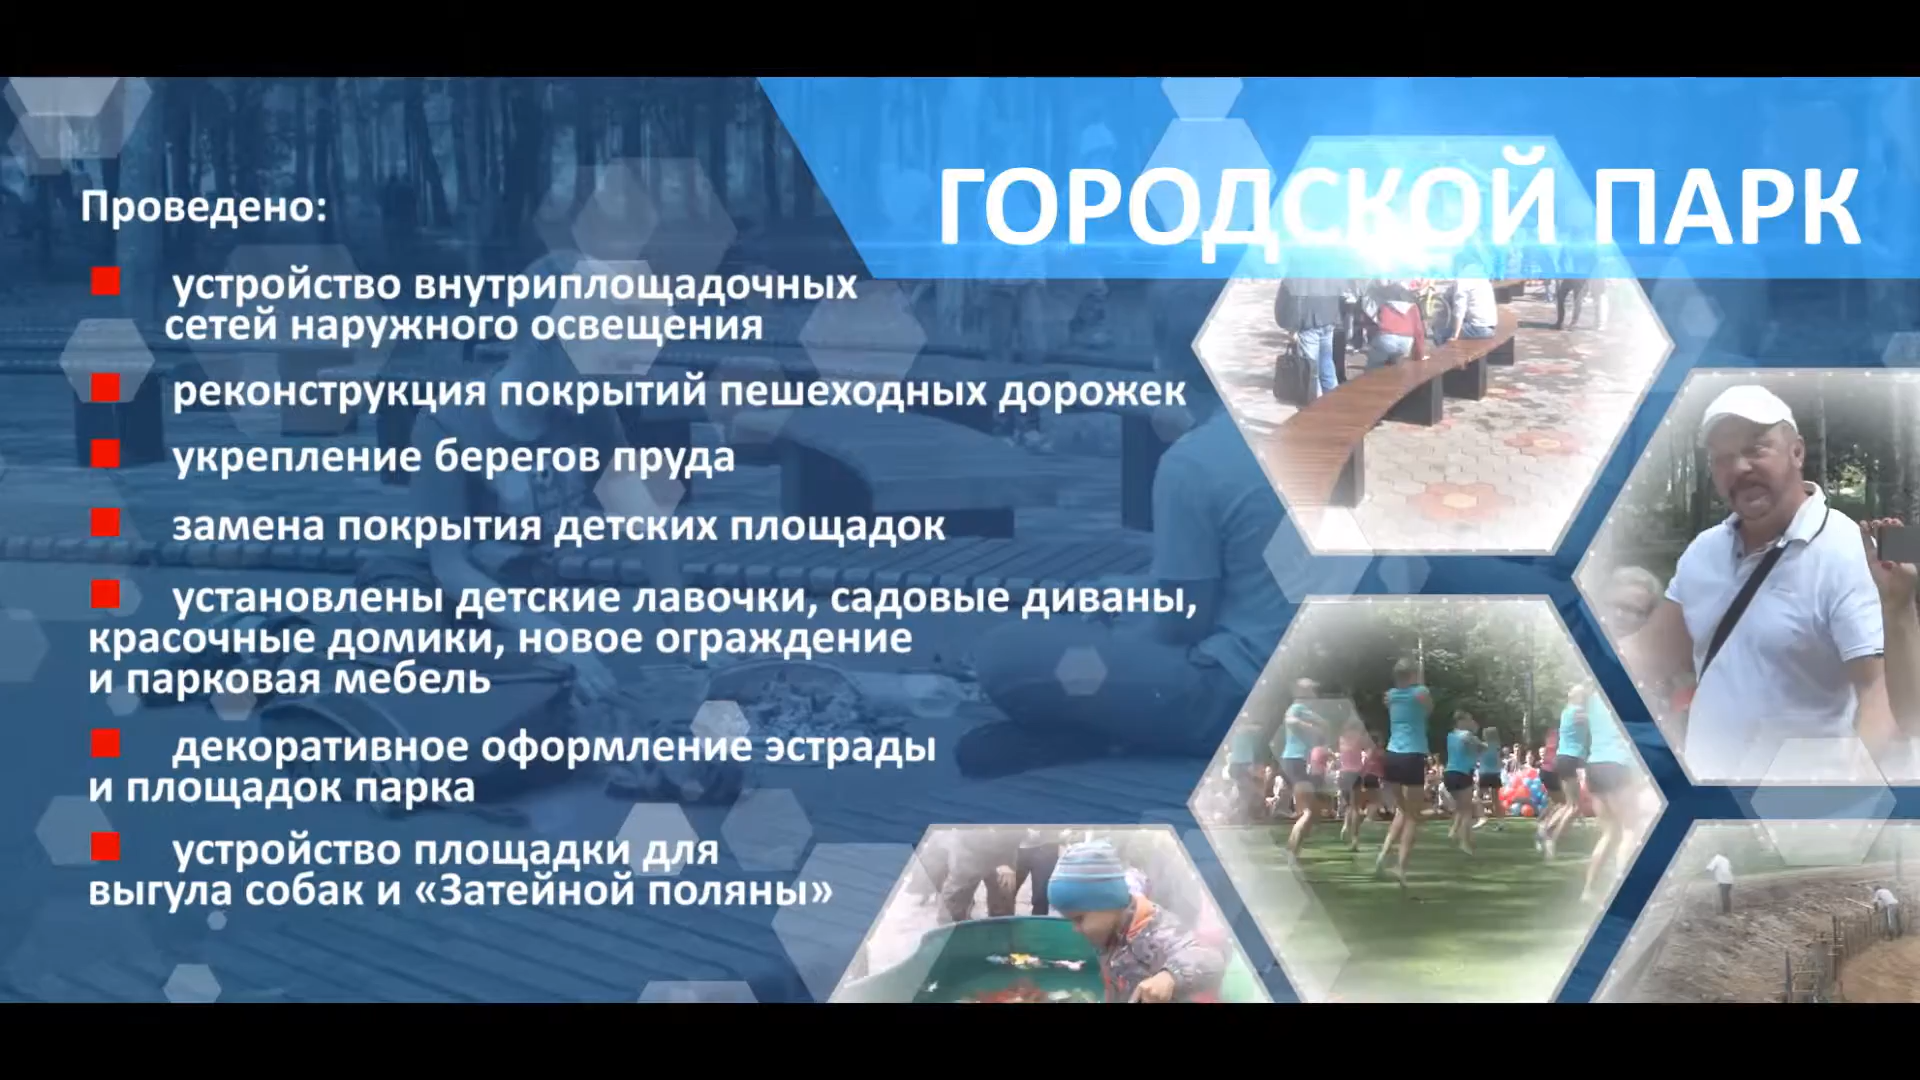 ГОРОДСКОЙ ПАРК
Проведено:
устройство внутриплощадочных
сетей наружного освещения
реконструкция покрытий пешеходных дорожек
укрепление берегов пруда
замена покрытия детских площадок
установлены детские лавочки, садовые диваны,
красочные домики, новое ограждение
и парковая мебель
декоративное оформление эстрады
и площадок парка
устройство площадки для
выгула собак и «Затейной поляны»